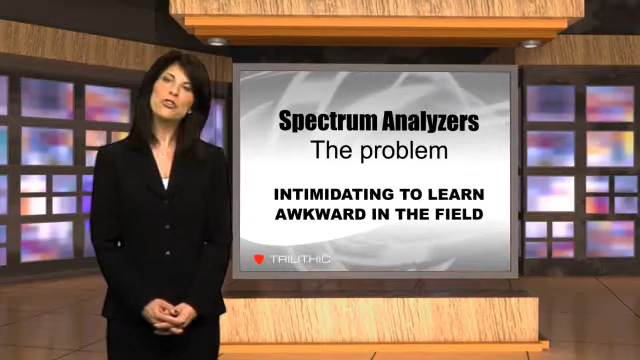 Spectrum Analyzers
The problem
INTIMIDATING TO LEARN
AWKWARD IN THE FIELD
TRILITHIC